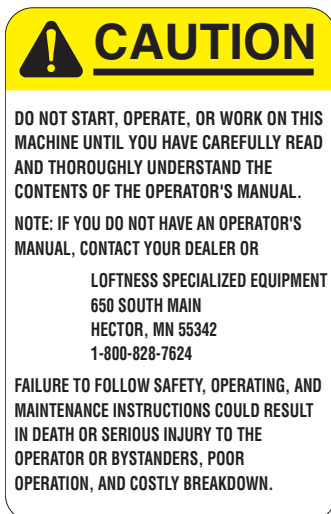 CAUTION
DO NOT START, OPERATE, OR WORK ON THIS
MACHINE UNTIL YOU HAVE CAREFULLY READ
AND THOROUGHLY UNDERSTAND THE
CONTENTS OF THE OPERATOR'S MANUAL.
NOTE: IF YOU DO NOT HAVE AN OPERATOR'S
MANUAL, CONTACT YOUR DEALER OR
LOFTNESS SPECIALIZED EQUIPMENT
650 SOUTH MAIN
HECTOR, MN 55342
1-800-828-7624
FAILURE TO FOLLOW SAFETY, OPERATING, AND
MAINTENANCE INSTRUCTIONS COULD RESULT
IN DEATH OR SERIOUS INJURY TO THE
OPERATOR OR BYSTANDERS, POOR
OPERATION, AND COSTLY BREAKDOWN.